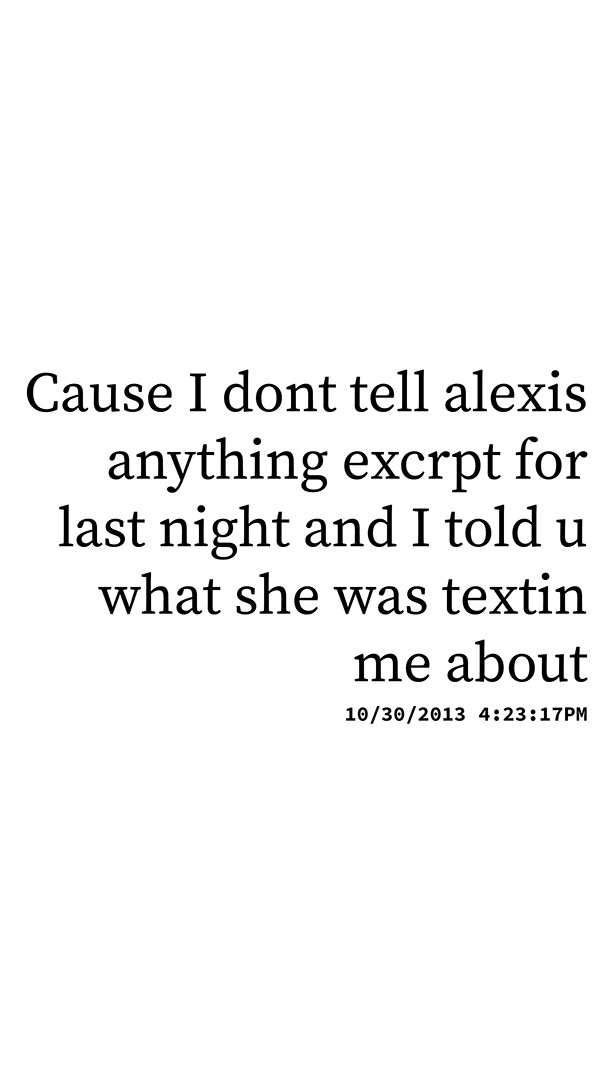 Cause I dont tell alexis
anything excrpt for
last night and I told u
what she was textin
me about
10/30/2013 4:23:17PM